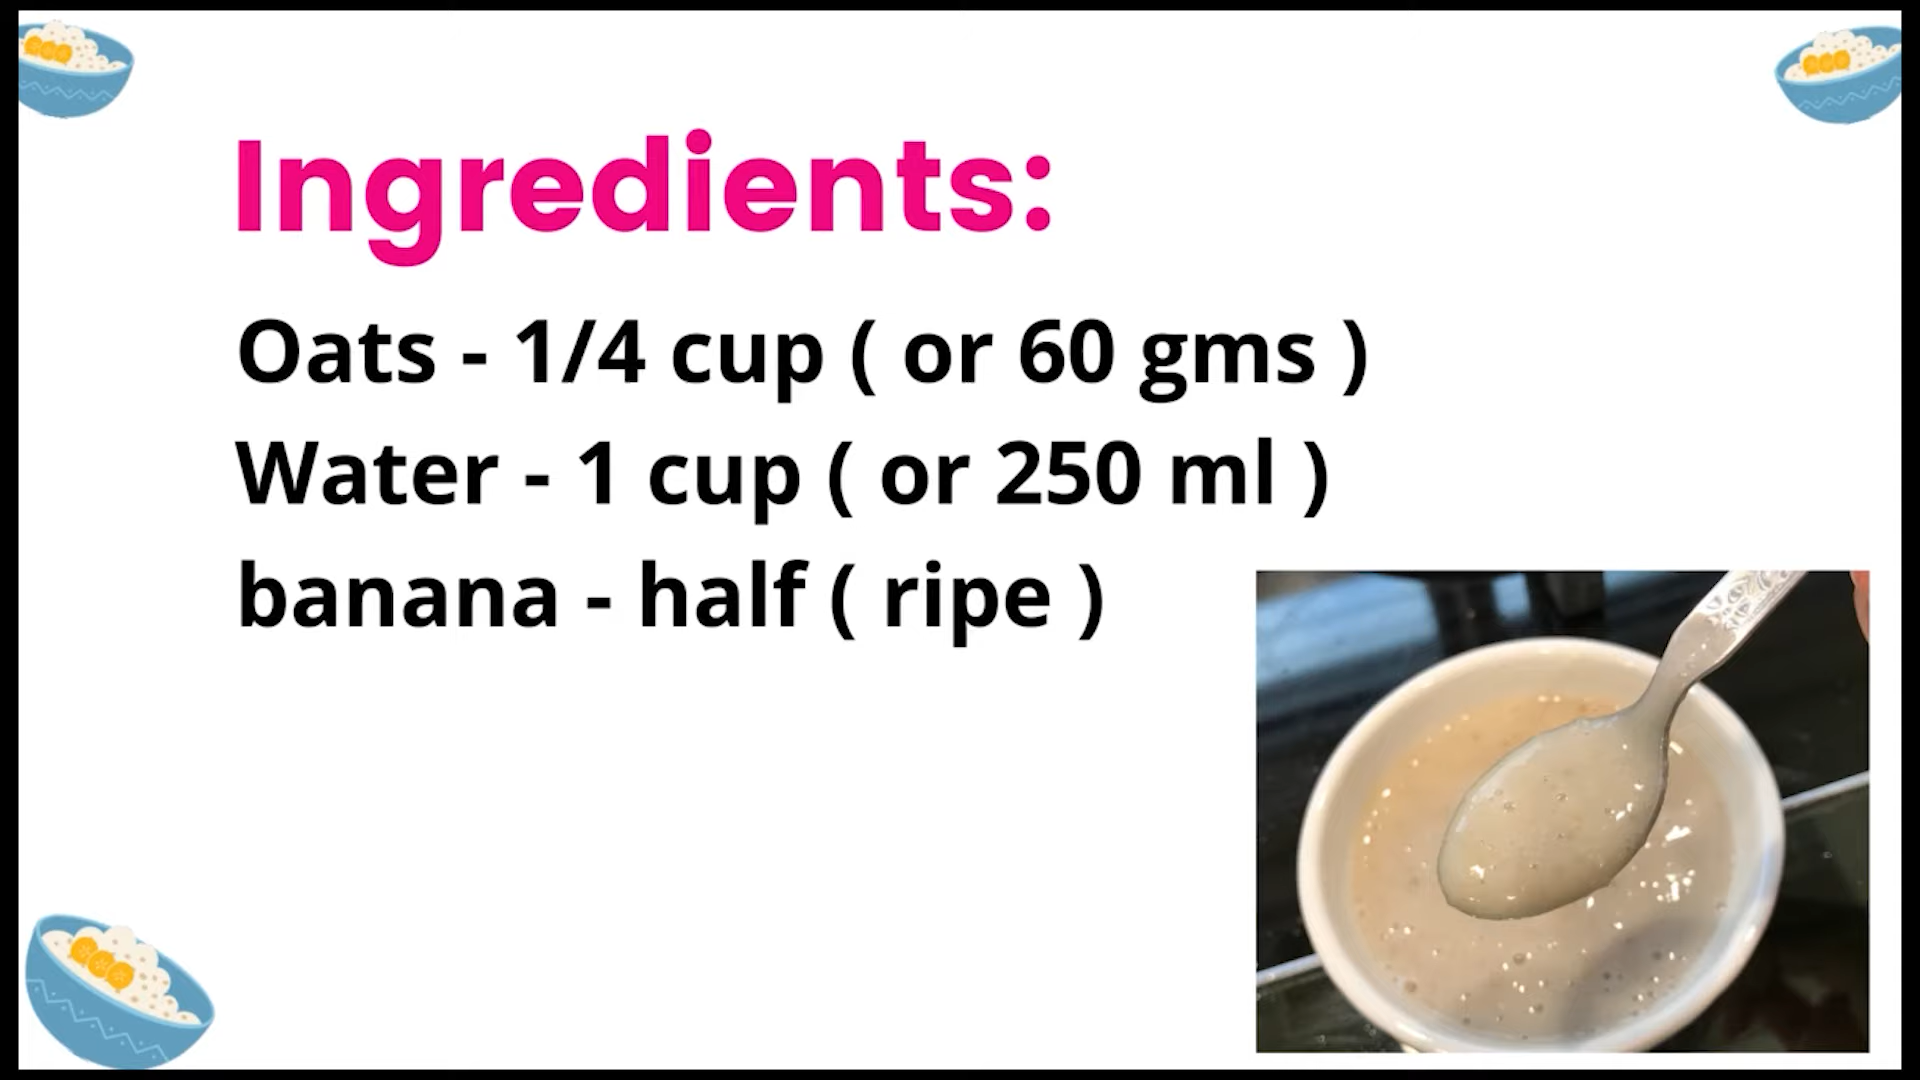 Ingredients:
Oats - 1/4 cup ( or 60 gms )
Water - 1 cup ( or 250 ml )
banana - half ( ripe )